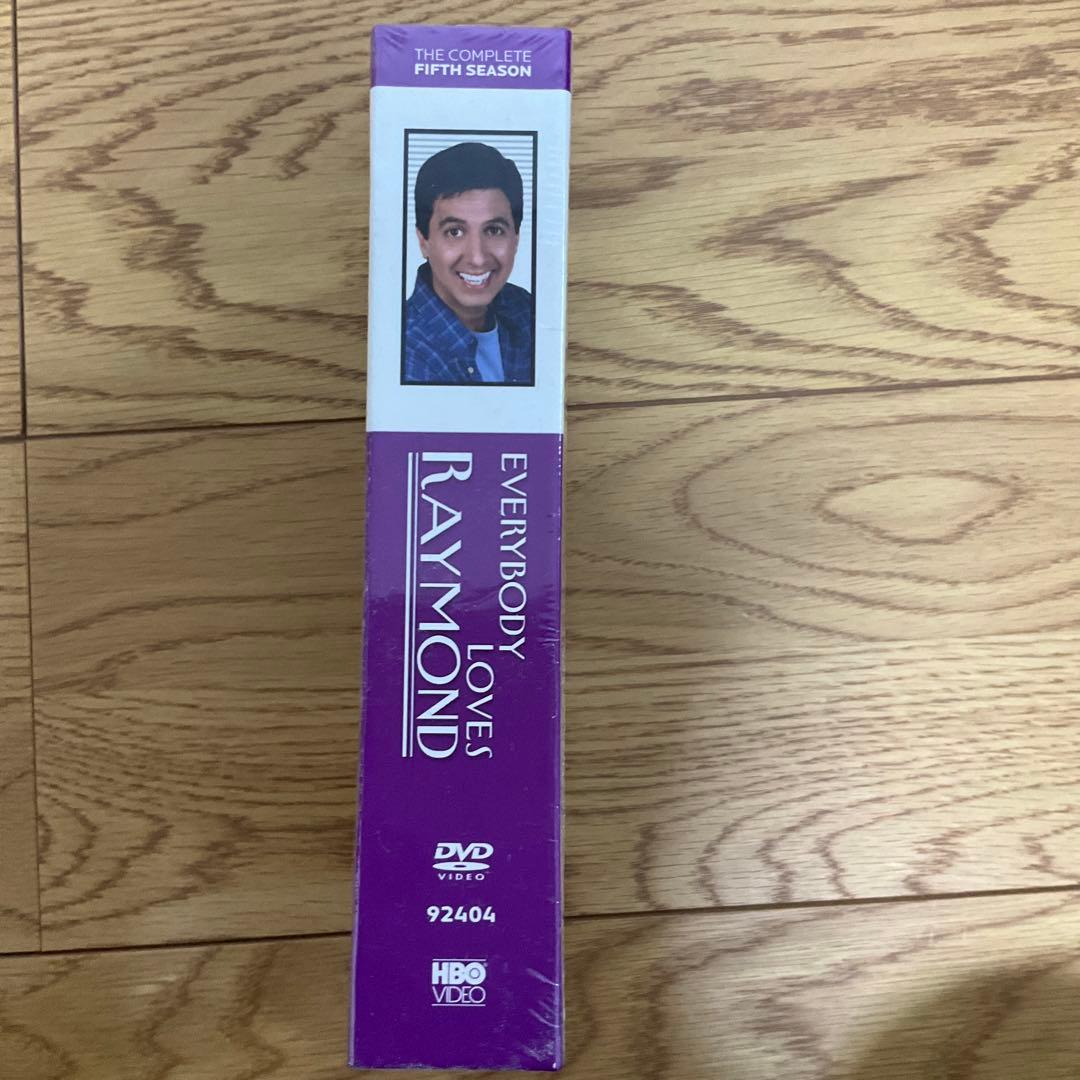 THE COMPLETE
FIFTH SEASON
EVERYBODY
LOVES
RAYMOND
DVD
VIDEO
92404
HBO
VIDEO